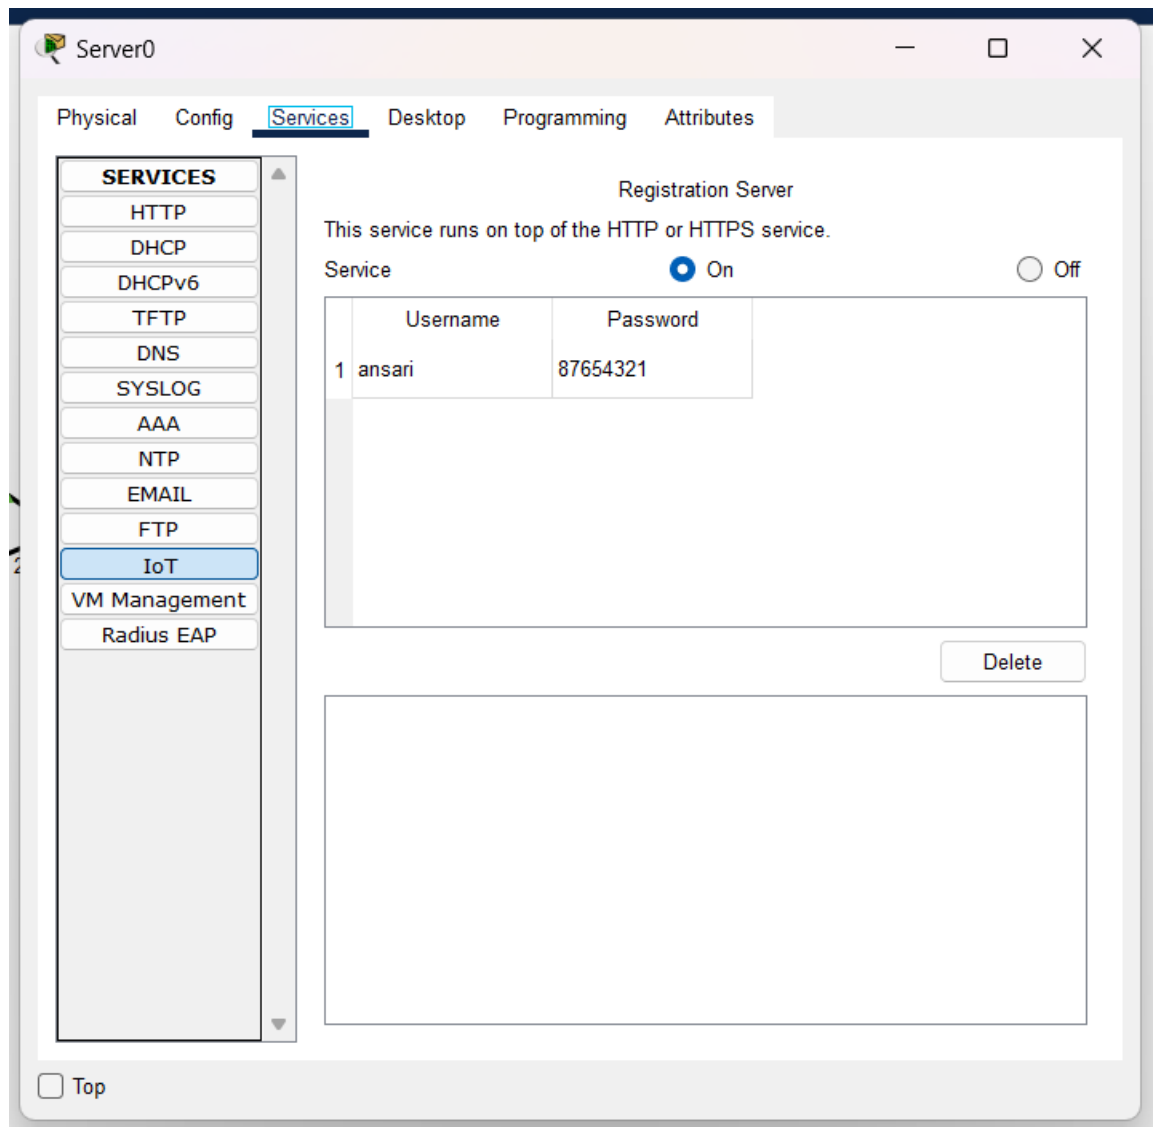 Server0
Physical Config Services Desktop Programming Attributes
SERVICES
HTTP
DHCP
DHCPv6
TFTP
DNS
SYSLOG
AAA
NTP
EMAIL
FTP
IoT
VM Management
Radius EAP
Registration Server
This service runs on top of the HTTP or HTTPS service.
Service On Off
Username Password
1 ansari 87654321
Delete
Top
2